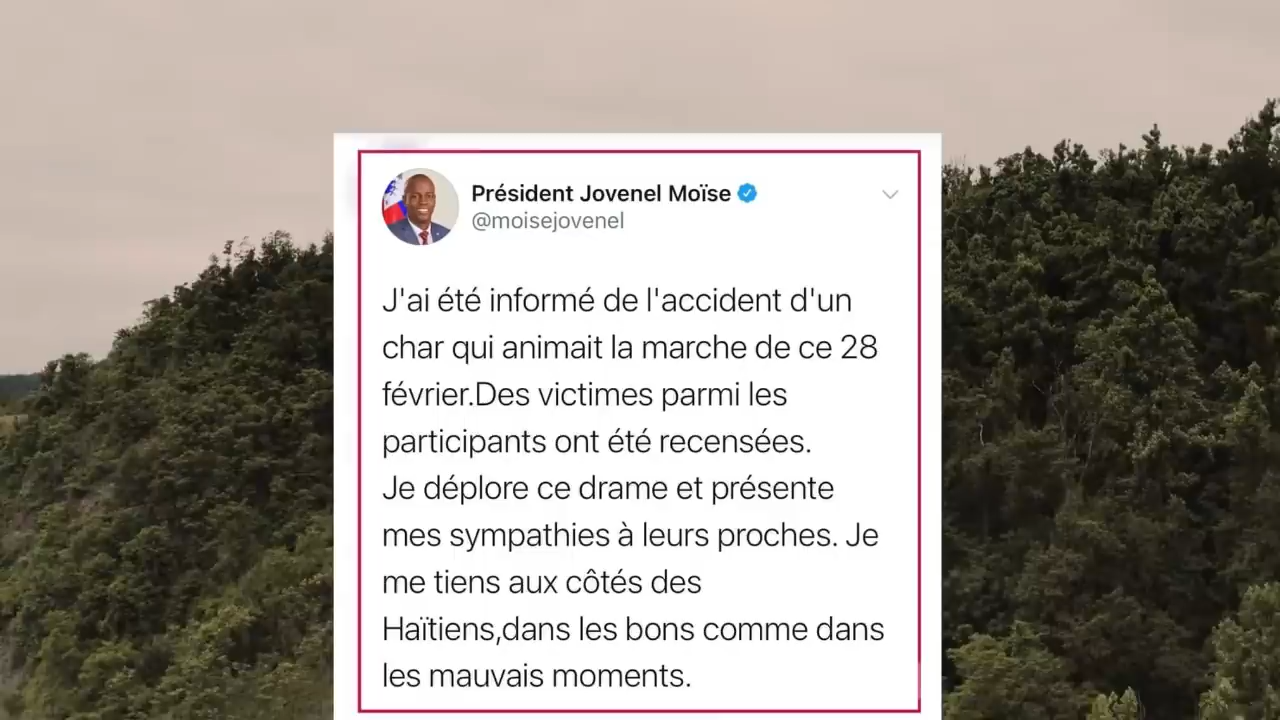 Président Jovenel Moïse
@moisejovenel
J'ai été informé de l'accident d'un
char qui animait la marche de ce 28
février.Des victimes parmi les
participants ont été recensées.
Je déplore ce drame et présente
mes sympathies à leurs proches. Je
me tiens aux côtés des
Haïtiens,dans les bons comme dans
les mauvais moments.